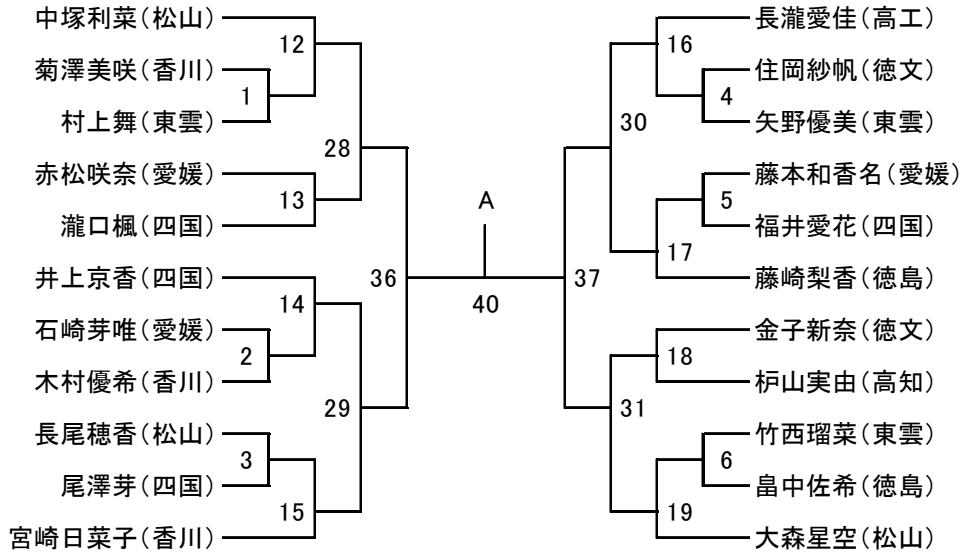 中塚利菜(松山)
12
菊澤美咲(香川)
1
村上舞(東雲)
28
赤松咲奈(愛媛)
13
瀧口楓(四国)
36
井上京香(四国)
14
石崎芽唯(愛媛)
2
木村優希(香川)
29
長尾穂香(松山)
3
尾澤芽(四国)
15
宮崎日菜子(香川)
A
40
長瀧愛佳(高工)
16
住岡紗帆(徳文)
4
矢野優美(東雲)
30
藤本和香名(愛媛)
5
福井愛花(四国)
17
藤崎梨香(徳島)
37
金子新奈(徳文)
18
枦山実由(高知)
31
竹西瑠菜(東雲)
6
畠中佐希(徳島)
19
大森星空(松山)